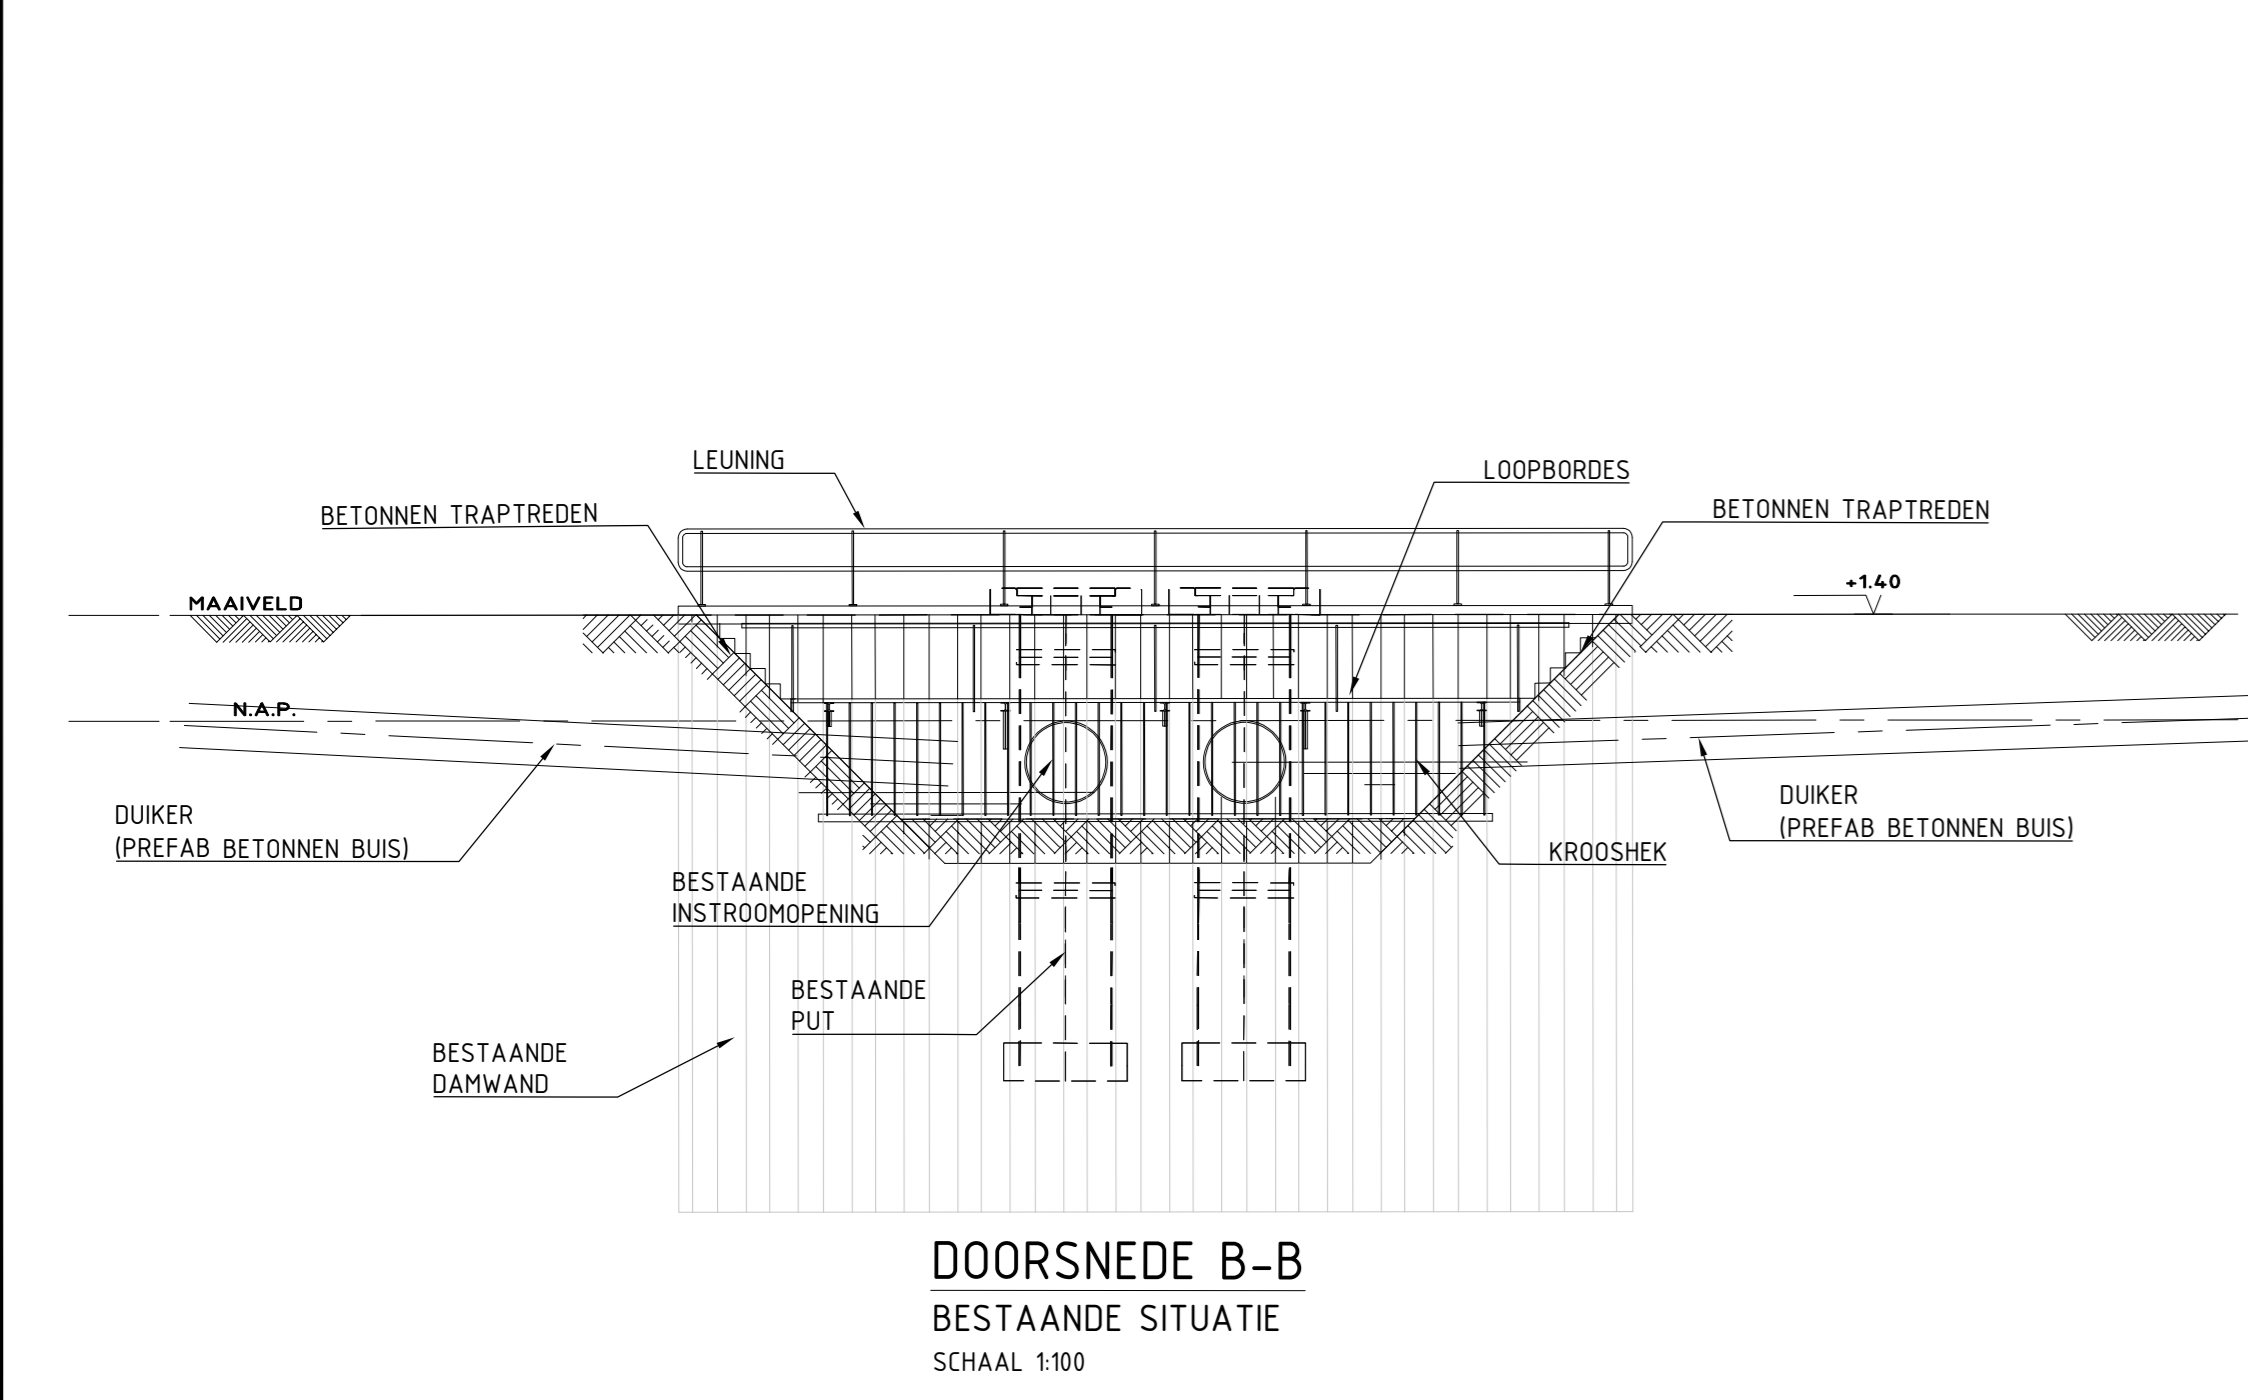 LEUNING
LOOPBORDES
BETONNEN TRAPTREDEN
BETONNEN TRAPTREDEN
MAAIVELD
+1.40
N.A.P.
DUIKER
(PREFAB BETONNEN BUIS)
DUIKER
(PREFAB BETONNEN BUIS)
KROOSHEK
BESTAANDE
INSTROOMOPENING
BESTAANDE
PUT
BESTAANDE
DAMWAND
DOORSNEDE B-B
BESTAANDE SITUATIE
SCHAAL 1:100